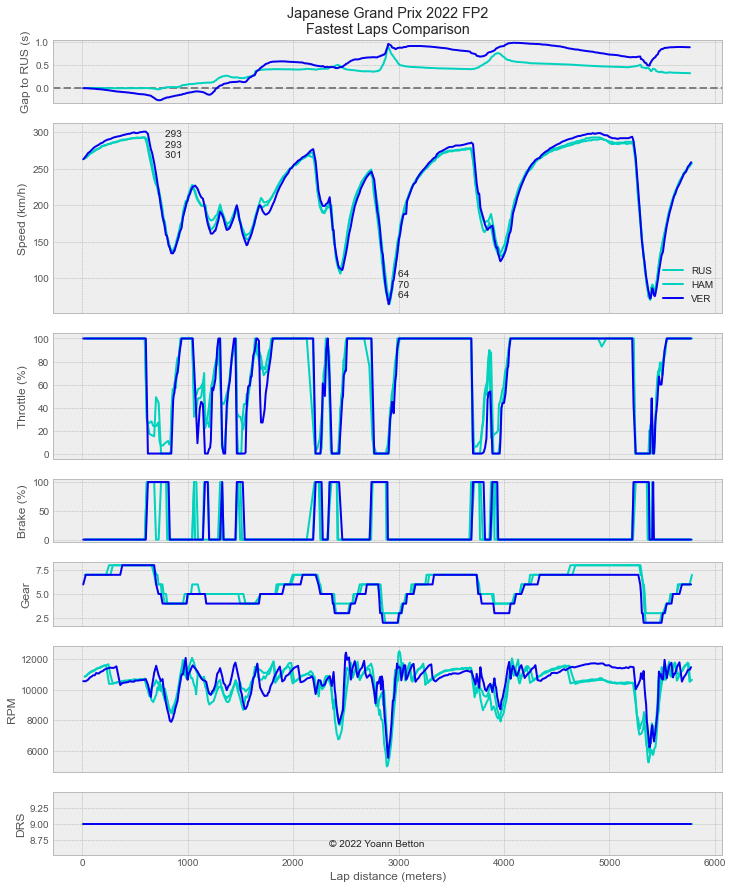 Japanese Grand Prix 2022 FP2
Fastest Laps Comparison
Gap to RUS (s)
1.0
0.5
0.0
Speed (km/h)
300
250
200
150
100
293
293
301
64
70
64
RUS
HAM
VER
Throttle (%)
100
80
60
40
20
0
Brake (%)
100
50
0
Gear
7.5
5.0
2.5
RPM
12000
10000
8000
6000
DRS
9.25
9.00
8.75
© 2022 Yoann Betton
0 1000 2000 3000 4000 5000 6000
Lap distance (meters)